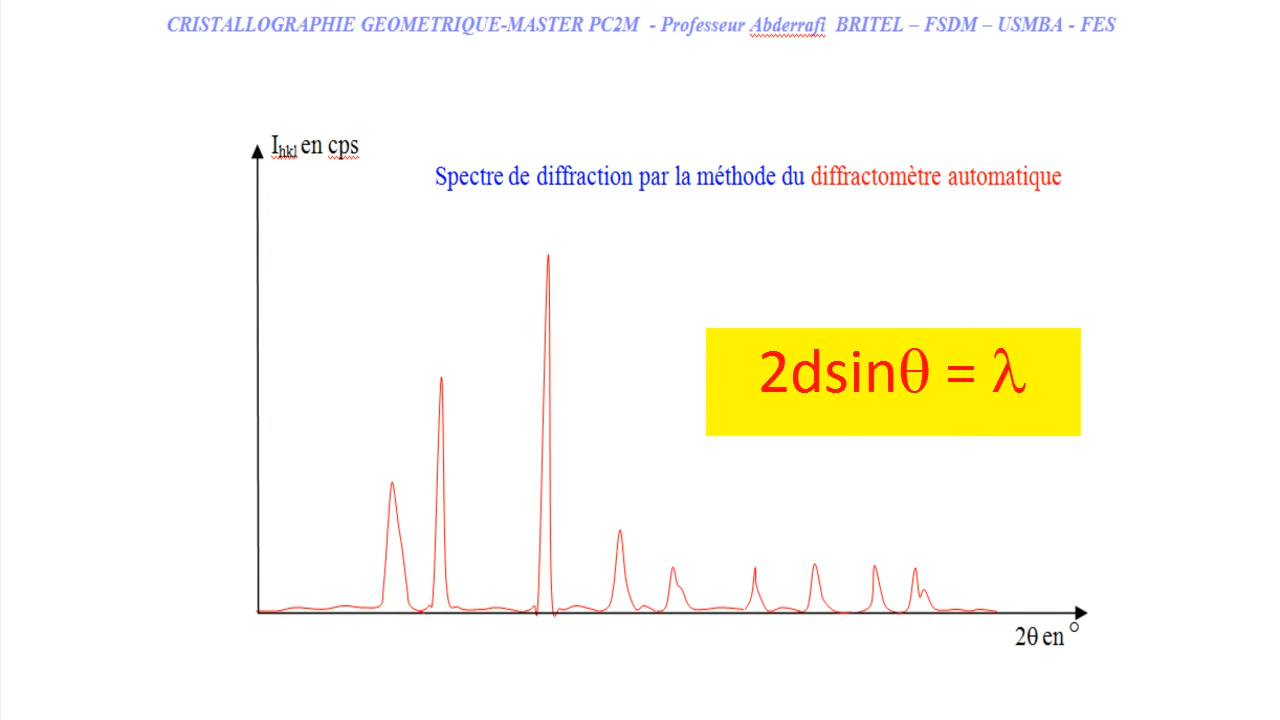 CRISTALLOGRAPHIE GEOMETRIQUE-MASTER PC2M - Professeur Abderrafi BRITEL – FSDM – USMBA - FES
Ihkl en cps
Spectre de diffraction par la méthode du diffractomètre automatique
2dsinθ = λ
2θ en °